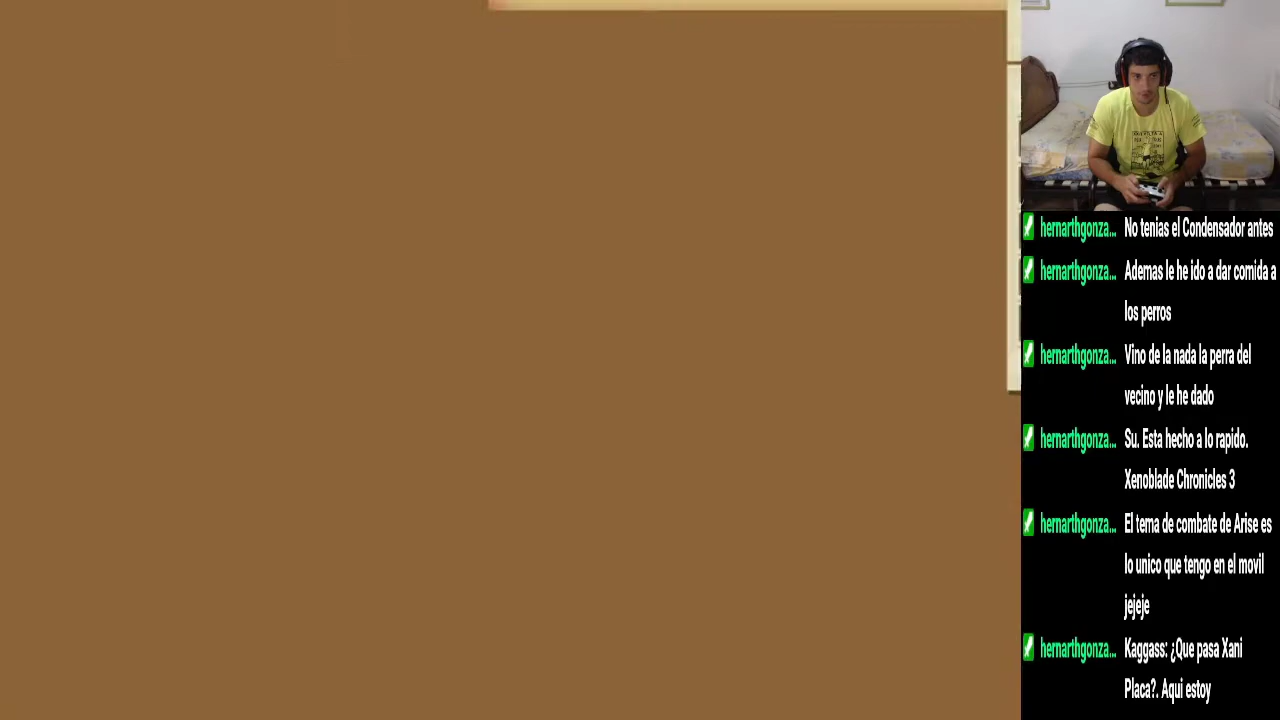 hernarthgonza... No tenias el Condensador antes
hernarthgonza... Ademas le he ido a dar comida a
los perros
hernarthgonza... Vino de la nada la perra del
vecino y le he dado
hernarthgonza... Su. Esta hecho a lo rapido.
Xenoblade Chronicles 3
hernarthgonza... El tema de combate de Arise es
lo unico que tengo en el movil
jejeje
hernarthgonza... Kaggass: ¿Que pasa Xani
Placa?. Aqui estoy